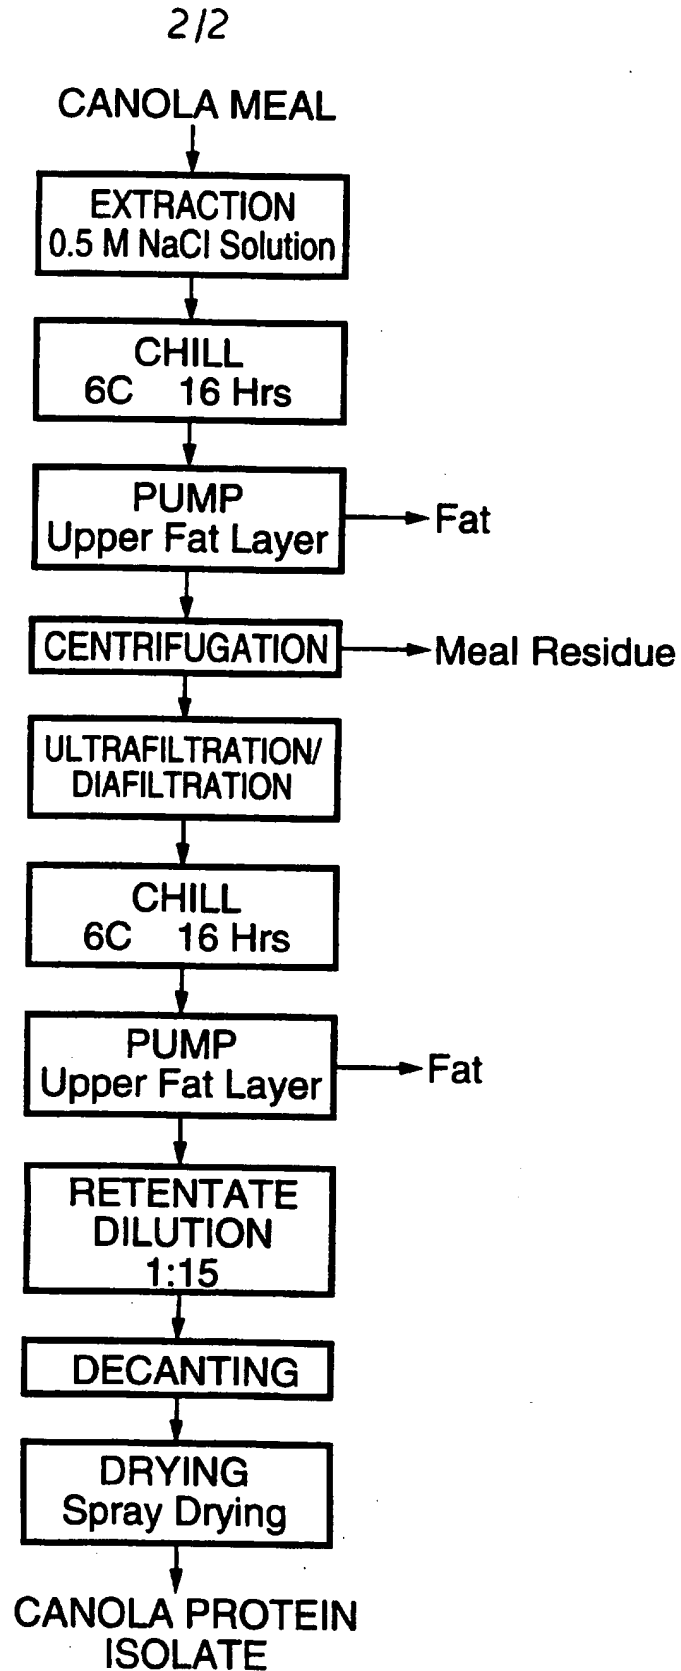 2/2
CANOLA MEAL
EXTRACTION
0.5 M NaCl Solution
CHILL
6C 16 Hrs
PUMP
Upper Fat Layer
Fat
CENTRIFUGATION
Meal Residue
ULTRAFILTRATION/
DIAFILTRATION
CHILL
6C 16 Hrs
PUMP
Upper Fat Layer
Fat
RETENTATE
DILUTION
1:15
DECANTING
DRYING
Spray Drying
CANOLA PROTEIN
ISOLATE